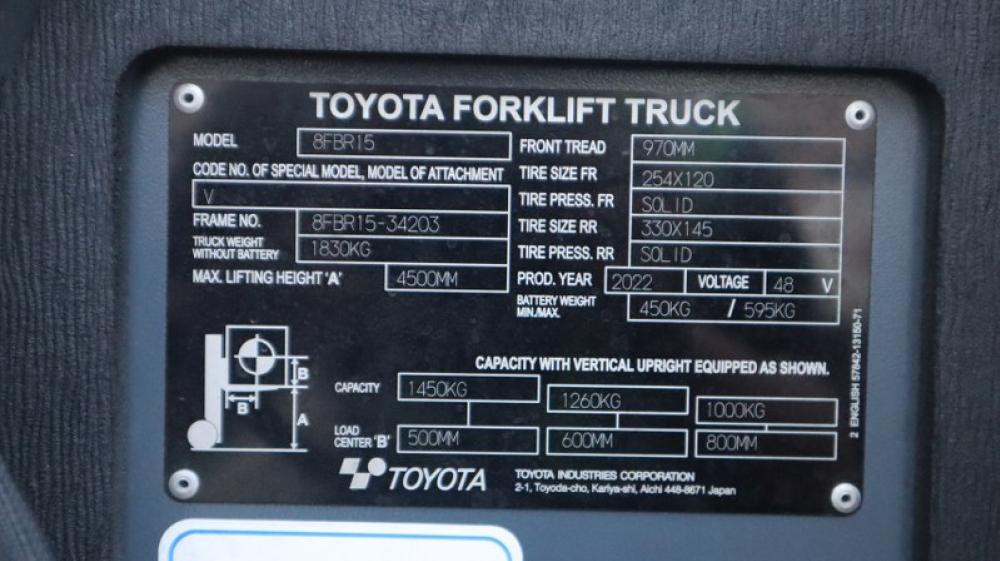 TOYOTA FORKLIFT TRUCK
MODEL 8FBR15
CODE NO. OF SPECIAL MODEL, MODEL OF ATTACHMENT
V
FRAME NO. 8FBR15-34203
TRUCK WEIGHT WITHOUT BATTERY 1830KG
MAX. LIFTING HEIGHT 'A' 4500MM
FRONT TREAD 970MM
TIRE SIZE FR 254X120
TIRE PRESS. FR SOLID
TIRE SIZE RR 330X145
TIRE PRESS. RR SOLID
PROD. YEAR 2022 VOLTAGE 48 V
BATTERY WEIGHT MIN./MAX. 450KG / 595KG
CAPACITY WITH VERTICAL UPRIGHT EQUIPPED AS SHOWN.
B
B
A
CAPACITY 1450KG 1260KG 1000KG
LOAD CENTER 'B' 500MM 600MM 800MM
TOYOTA
TOYOTA INDUSTRIES CORPORATION
2-1, Toyoda-cho, Kariya-shi, Aichi 448-8671 Japan
2 ENGLISH 57842-13150-71